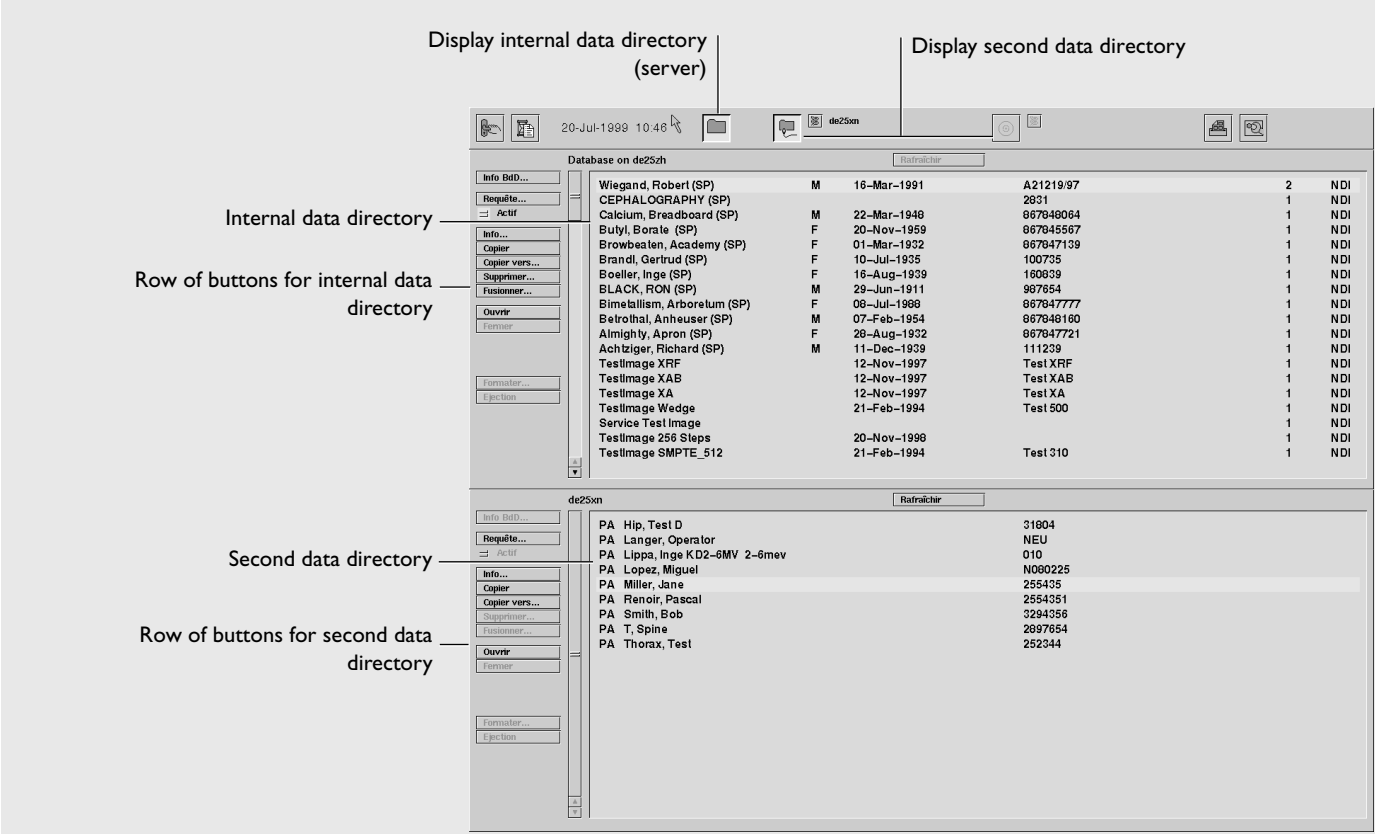 Display internal data directory
(server)
Display second data directory
20-Jul-1999 10:46
de25xn
Database on de25zh
Rafraîchir
Info BdD...
Requête...
Actif
Internal data directory
Info...
Copier
Copier vers...
Supprimer...
Fusionner...
Row of buttons for internal data
directory
Ouvrir
Fermer
Formater...
Ejection
Wiegand, Robert (SP) M 16-Mar-1991 A21219/97 2 NDI
CEPHALOGRAPHY (SP) 2831 1 NDI
Calcium, Breadboard (SP) M 22-Mar-1948 867848064 1 NDI
Butyl, Borate (SP) F 20-Nov-1959 867845567 1 NDI
Browbeaten, Academy (SP) F 01-Mar-1932 867847139 1 NDI
Brandl, Gertrud (SP) F 10-Jul-1935 100735 1 NDI
Boeller, Inge (SP) F 16-Aug-1939 160839 1 NDI
BLACK, RON (SP) M 29-Jun-1911 987654 1 NDI
Bimetallism, Arboretum (SP) F 08-Jul-1988 867847777 1 NDI
Betrothal, Anheuser (SP) M 07-Feb-1954 867848160 1 NDI
Almighty, Apron (SP) F 28-Aug-1932 867847721 1 NDI
Achtziger, Richard (SP) M 11-Dec-1939 111239 1 NDI
TestImage XRF 12-Nov-1997 Test XRF 1 NDI
TestImage XAB 12-Nov-1997 Test XAB 1 NDI
TestImage XA 12-Nov-1997 Test XA 1 NDI
TestImage Wedge 21-Feb-1994 Test 500 1 NDI
Service Test Image 1 NDI
TestImage 256 Steps 20-Nov-1998 1 NDI
TestImage SMPTE_512 21-Feb-1994 Test 310 1 NDI
de25xn
Rafraîchir
Info BdD...
Requête...
Actif
Second data directory
Info...
Copier
Copier vers...
Supprimer...
Fusionner...
Row of buttons for second data
directory
Ouvrir
Fermer
Formater...
Ejection
PA Hip, Test D 31804
PA Langer, Operator NEU
PA Lippa, Inge KD2-6MV 2-6mev 010
PA Lopez, Miguel N080225
PA Miller, Jane 255435
PA Renoir, Pascal 2554351
PA Smith, Bob 3294356
PA T, Spine 2897654
PA Thorax, Test 252344